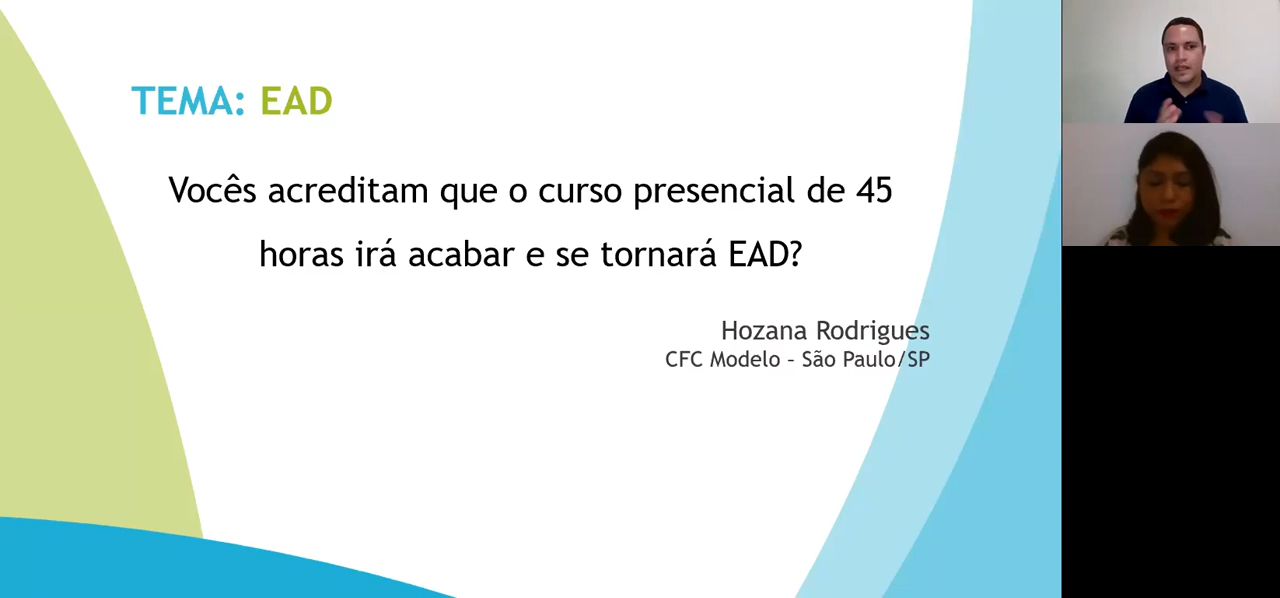 TEMA: EAD
Vocês acreditam que o curso presencial de 45
horas irá acabar e se tornará EAD?
Hozana Rodrigues
CFC Modelo – São Paulo/SP